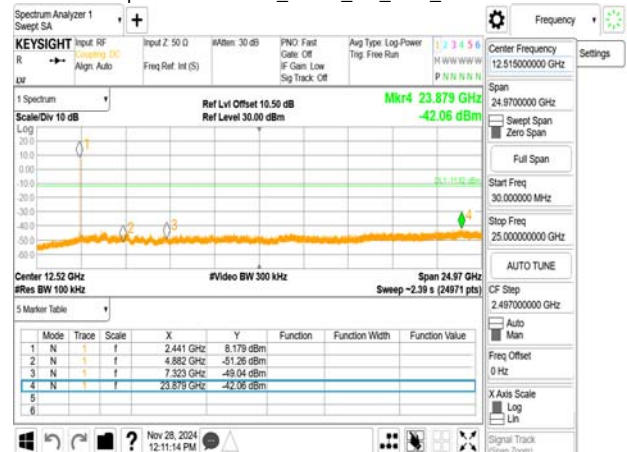 Spectrum Analyzer 1
Swept SA
Frequency
KEYSIGHT
R
Input: RF
Coupling: DC
Align: Auto
Input Z: 50 Ω
Freq Ref: Int (S)
#Atten: 30 dB
PNO: Fast
Gate: Off
IF Gain: Low
Sig Track: Off
Avg Type: Log-Power
Trig: Free Run
1 2 3 4 5 6
M W W W W W
P N N N N N
Center Frequency
12.515000000 GHz
Settings
Span
24.9700000 GHz
Swept Span
Zero Span
Full Span
Start Freq
30.000000 MHz
Stop Freq
25.000000000 GHz
AUTO TUNE
CF Step
2.497000000 GHz
Auto
Man
Freq Offset
0 Hz
X Axis Scale
Log
Lin
Signal Track
(Span Zoom)
1 Spectrum
Scale/Div 10 dB
Ref Lvl Offset 10.50 dB
Ref Level 30.00 dBm
Mkr4 23.879 GHz
-42.06 dBm
Log
20.0
10.0
0.00
-10.0
-20.0
-30.0
-40.0
-50.0
-60.0
1
2
3
4
Center 12.52 GHz
#Res BW 100 kHz
#Video BW 300 kHz
Span 24.97 GHz
Sweep ~2.39 s (24971 pts)
5 Marker Table
Mode Trace Scale X Y Function Function Width Function Value
1 N 1 f 2.441 GHz 8.179 dBm
2 N 1 f 4.882 GHz -51.26 dBm
3 N 1 f 7.323 GHz -49.04 dBm
4 N 1 f 23.879 GHz -42.06 dBm
5
6
?
Nov 28, 2024
12:11:14 PM